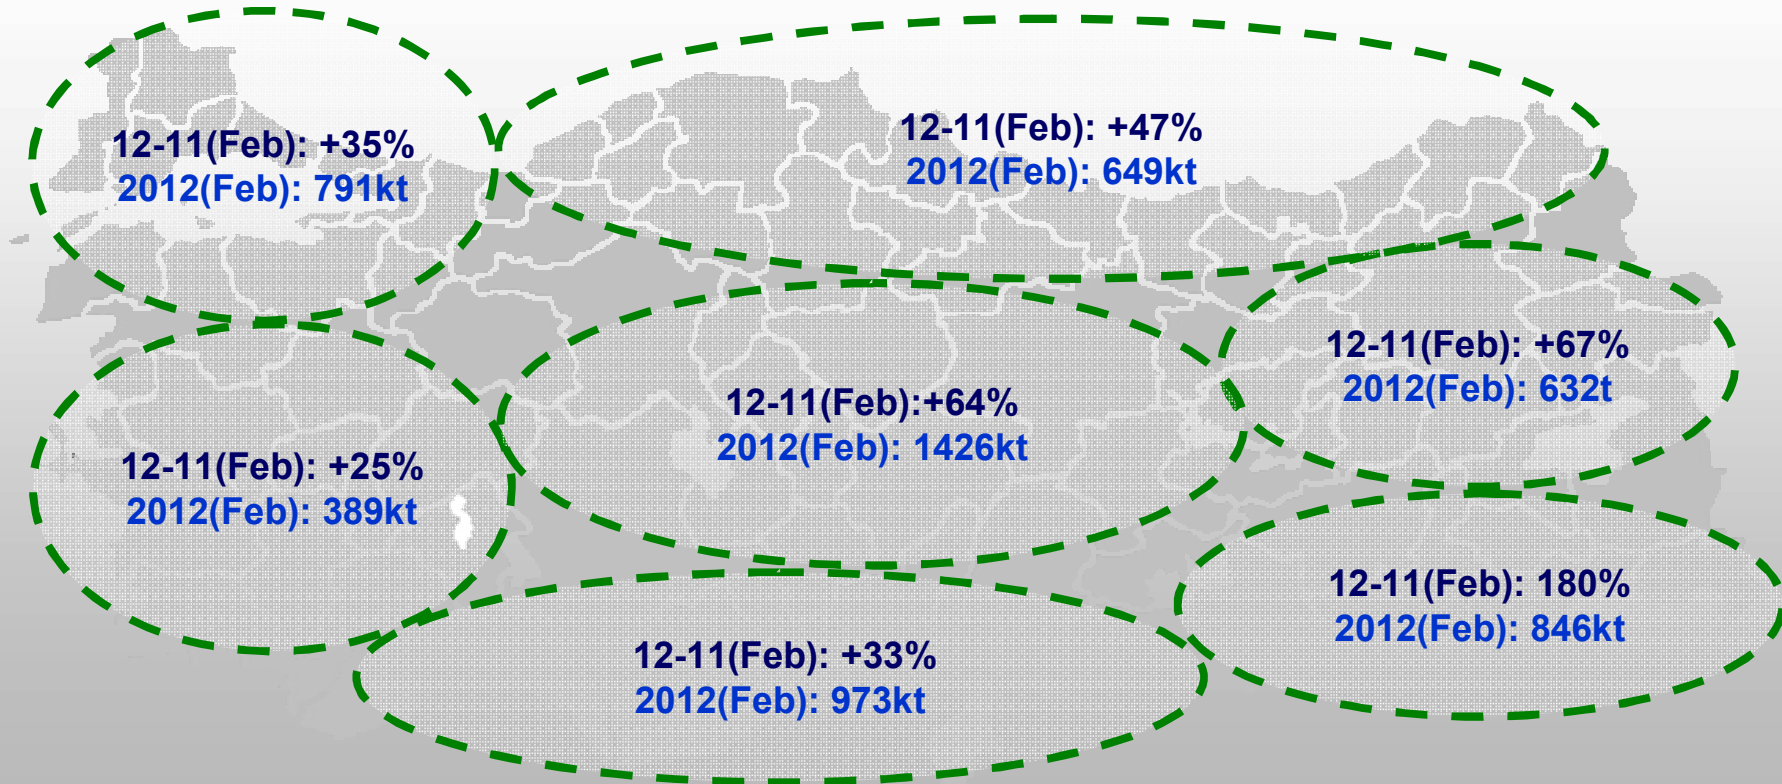 12-11(Feb): +35%
2012(Feb): 791kt
12-11(Feb): +47%
2012(Feb): 649kt
12-11(Feb): +67%
2012(Feb): 632t
12-11(Feb):+64%
2012(Feb): 1426kt
12-11(Feb): +25%
2012(Feb): 389kt
12-11(Feb): 180%
2012(Feb): 846kt
12-11(Feb): +33%
2012(Feb): 973kt